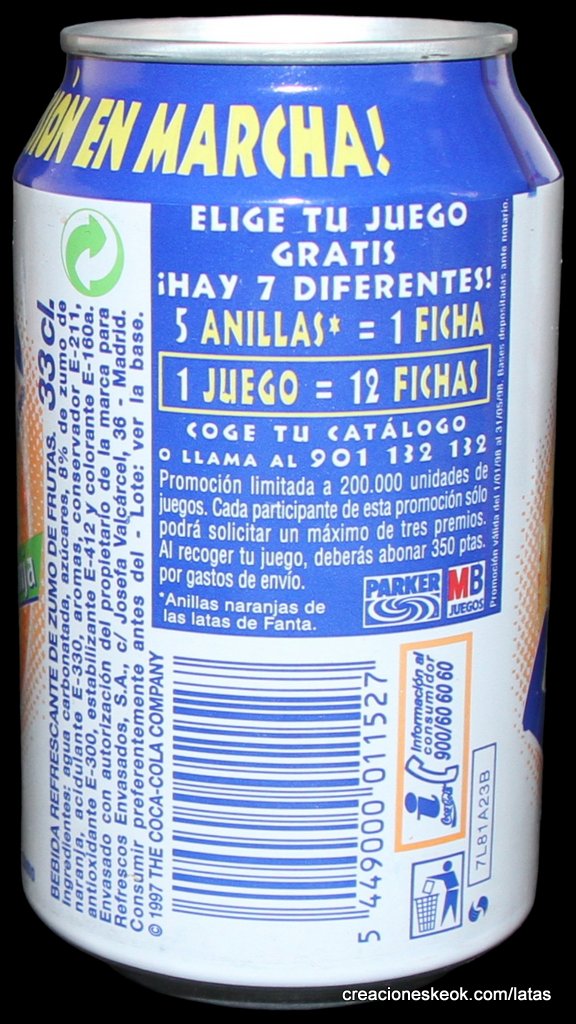 EN MARCHA!
ELIGE TU JUEGO
GRATIS
¡HAY 7 DIFERENTES!
5 ANILLAS* = 1 FICHA
1 JUEGO = 12 FICHAS
COGE TU CATÁLOGO
O LLAMA AL 901 132 132
Promoción limitada a 200.000 unidades de
juegos. Cada participante de esta promoción sólo
podrá solicitar un máximo de tres premios.
Al recoger tu juego, deberás abonar 350 ptas.
por gastos de envío.
*Anillas naranjas de
las latas de Fanta.
PARKER
MB
JUEGOS
Promoción válida del 1/01/98 al 31/05/98. Bases depositadas ante notario.
BEBIDA REFRESCANTE DE ZUMO DE FRUTAS. 33 cl.
Ingredientes: agua carbonatada, azúcares, 8% de zumo de
naranja, acidulante E-330, aromas, conservador E-211,
antioxidante E-300, estabilizante E-412 y colorante E-160a.
Envasado con autorización del propietario de la marca para
Refrescos Envasados, S.A., c/ Josefa Valcárcel, 36 - Madrid.
Consumir preferentemente antes del - Lote: ver la base.
© 1997 THE COCA-COLA COMPANY
5 449000 011527
Información al
consumidor
900/60 60 60
i
Coca-Cola
7L81A23B
creacioneskeok.com/latas